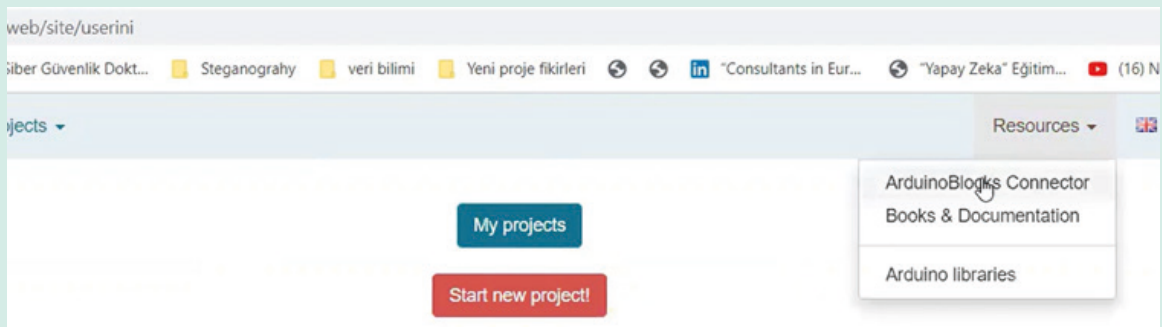 web/site/userini
Siber Güvenlik Dokt... Steganograhy veri bilimi Yeni proje fikirleri "Consultants in Eur... "Yapay Zeka" Eğitim... (16) N
ojects Resources
ArduinoBlocks Connector
My projects
Books & Documentation
Arduino libraries
Start new project!